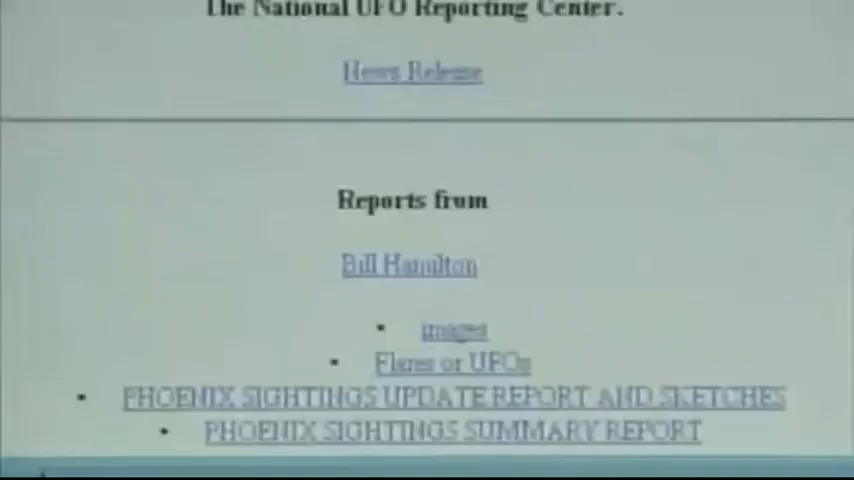 The National UFO Reporting Center.
News Release
Reports from
Bill Hamilton
images
Flares or UFOs
PHOENIX SIGHTINGS UPDATE REPORT AND SKETCHES
PHOENIX SIGHTINGS SUMMARY REPORT